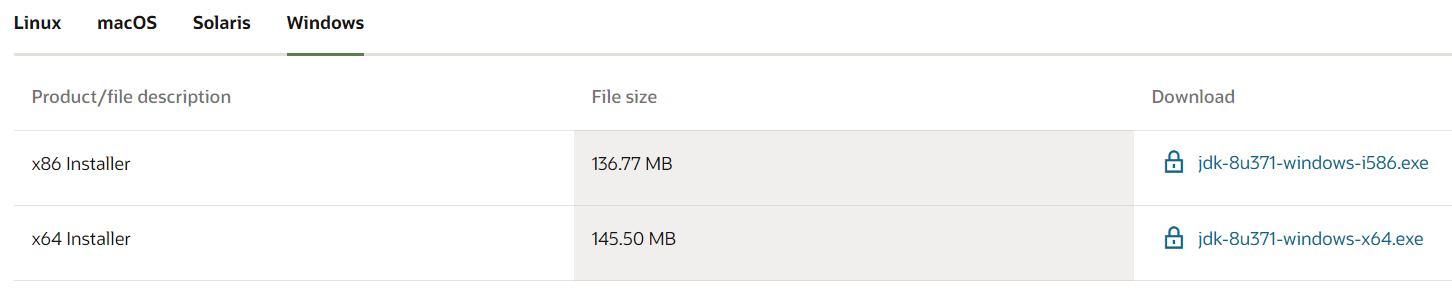 Linux macOS Solaris Windows
Product/file description File size Download
x86 Installer 136.77 MB jdk-8u371-windows-i586.exe
x64 Installer 145.50 MB jdk-8u371-windows-x64.exe